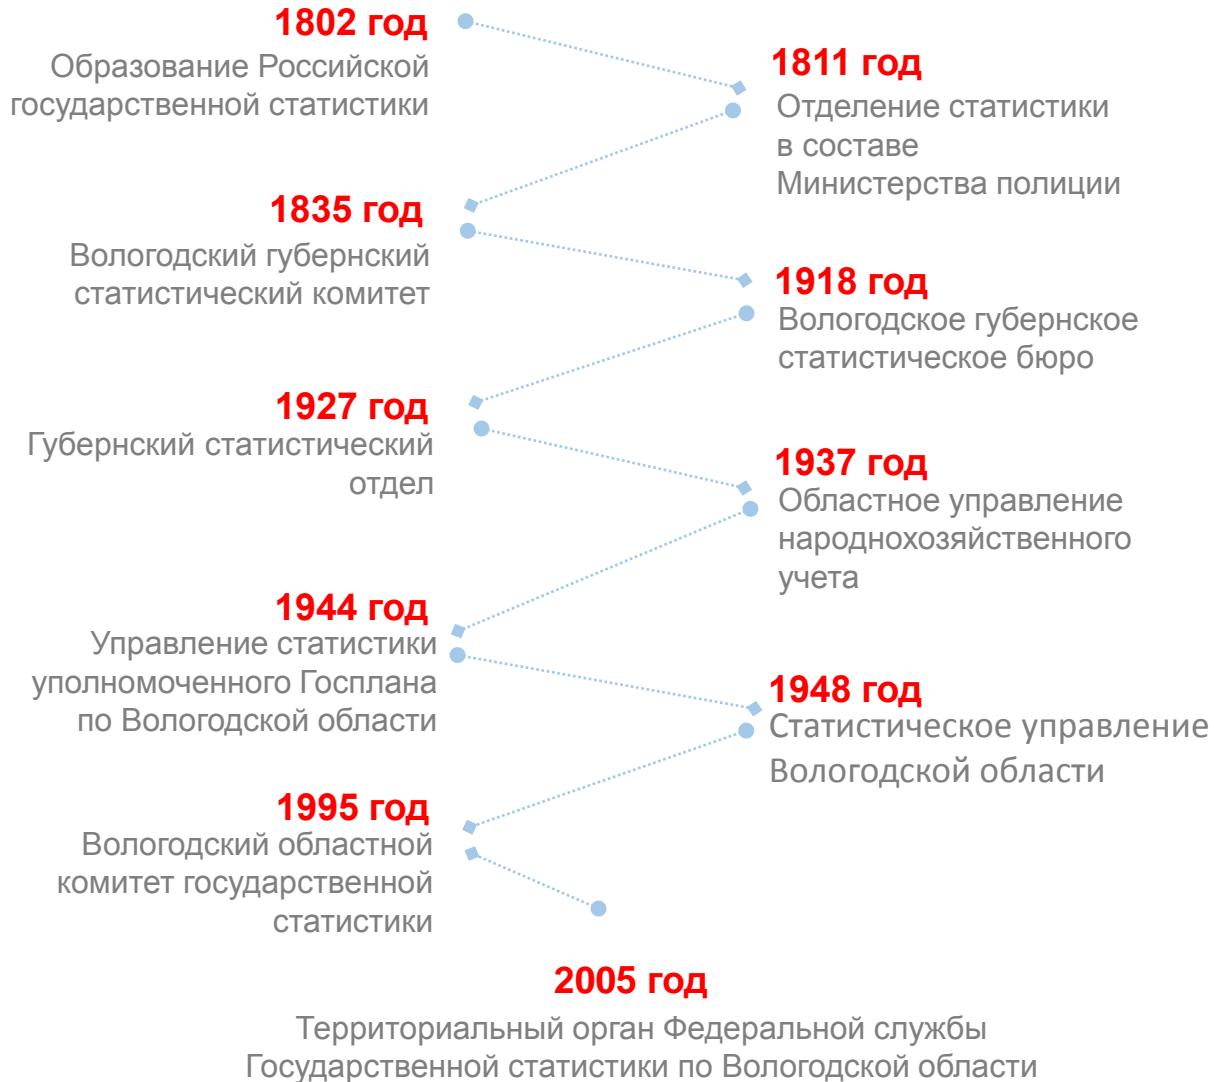 1802 год
Образование Российской
государственной статистики
1811 год
Отделение статистики
в составе
Министерства полиции
1835 год
Вологодский губернский
статистический комитет
1918 год
Вологодское губернское
статистическое бюро
1927 год
Губернский статистический
отдел
1937 год
Областное управление
народнохозяйственного
учета
1944 год
Управление статистики
уполномоченного Госплана
по Вологодской области
1948 год
Статистическое управление
Вологодской области
1995 год
Вологодский областной
комитет государственной
статистики
2005 год
Территориальный орган Федеральной службы
Государственной статистики по Вологодской области